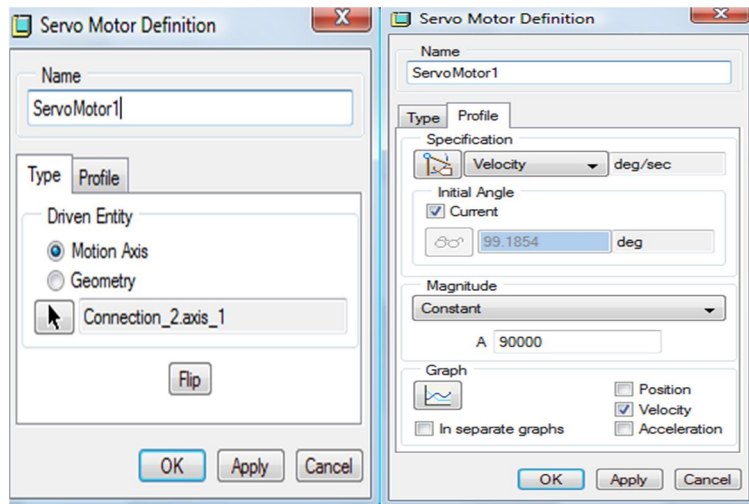 Servo Motor Definition
X
Name
ServoMotor1
Type Profile
Driven Entity
Motion Axis
Geometry
Connection_2.axis_1
Flip
OK Apply Cancel
Servo Motor Definition
X
Name
ServoMotor1
Type Profile
Specification
Velocity deg/sec
Initial Angle
Current
99.1854 deg
Magnitude
Constant
A 90000
Graph
Position
Velocity
In separate graphs Acceleration
OK Apply Cancel